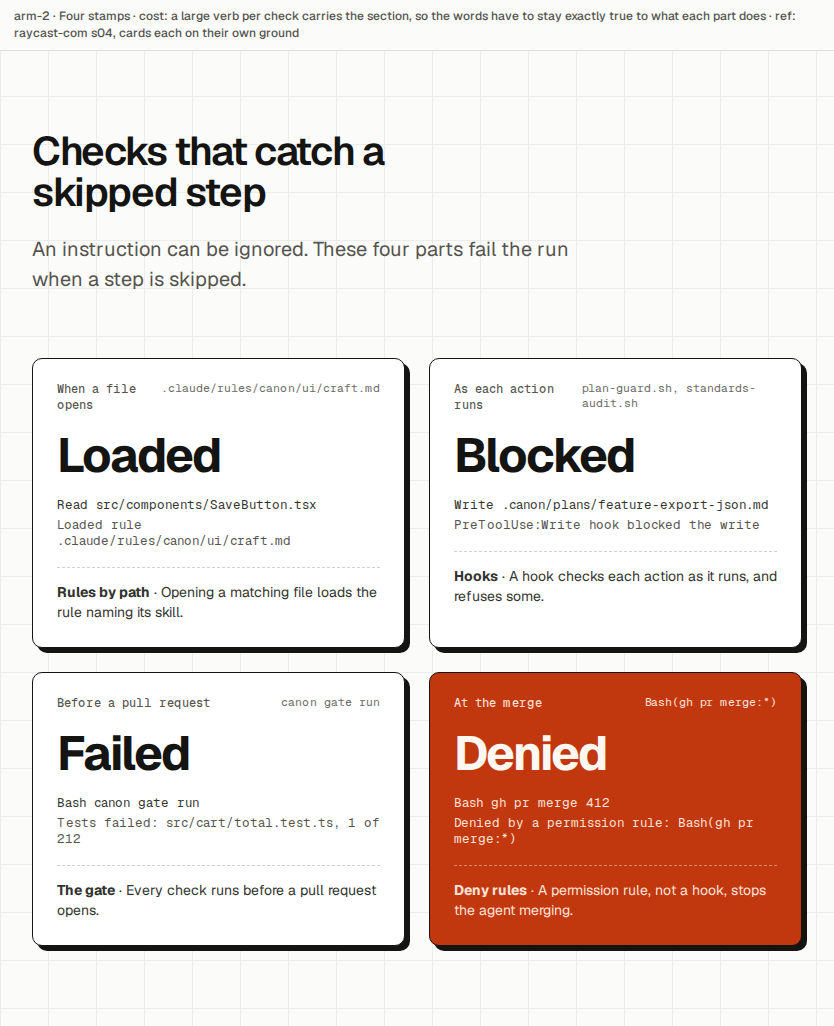 arm-2 · Four stamps · cost: a large verb per check carries the section, so the words have to stay exactly true to what each part does · ref:
raycast-com s04, cards each on their own ground
Checks that catch a
skipped step
An instruction can be ignored. These four parts fail the run
when a step is skipped.
When a file
opens
.claude/rules/canon/ui/craft.md
Loaded
Read src/components/SaveButton.tsx
Loaded rule
.claude/rules/canon/ui/craft.md
Rules by path · Opening a matching file loads the
rule naming its skill.
As each action
runs
plan-guard.sh, standards-
audit.sh
Blocked
Write .canon/plans/feature-export-json.md
PreToolUse:Write hook blocked the write
Hooks · A hook checks each action as it runs, and
refuses some.
Before a pull request
canon gate run
Failed
Bash canon gate run
Tests failed: src/cart/total.test.ts, 1 of
212
The gate · Every check runs before a pull request
opens.
At the merge
Bash(gh pr merge:*)
Denied
Bash gh pr merge 412
Denied by a permission rule: Bash(gh pr
merge:*)
Deny rules · A permission rule, not a hook, stops
the agent merging.